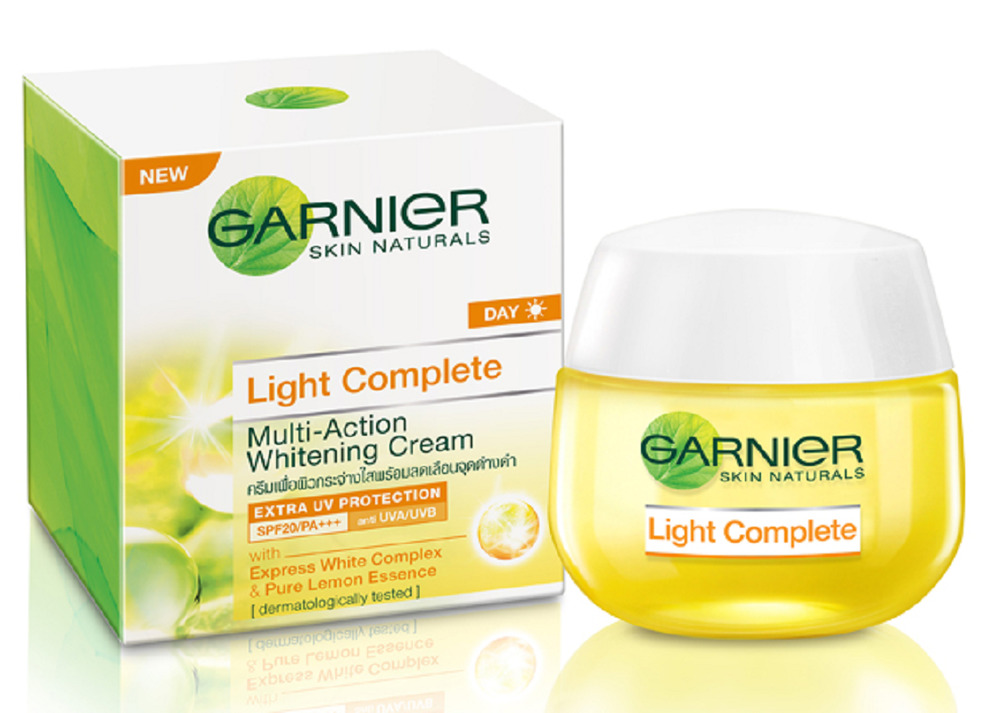 NEW
GARNIER
SKIN NATURALS
DAY
Light Complete
Multi-Action
Whitening Cream
ครีมเพื่อผิวกระจ่างใสพร้อมลดเลือนจุดด่างดำ
EXTRA UV PROTECTION
SPF20/PA+++ anti UVA/UVB
with
Express White Complex
& Pure Lemon Essence
[ dermatologically tested ]
GARNIER
SKIN NATURALS
Light Complete